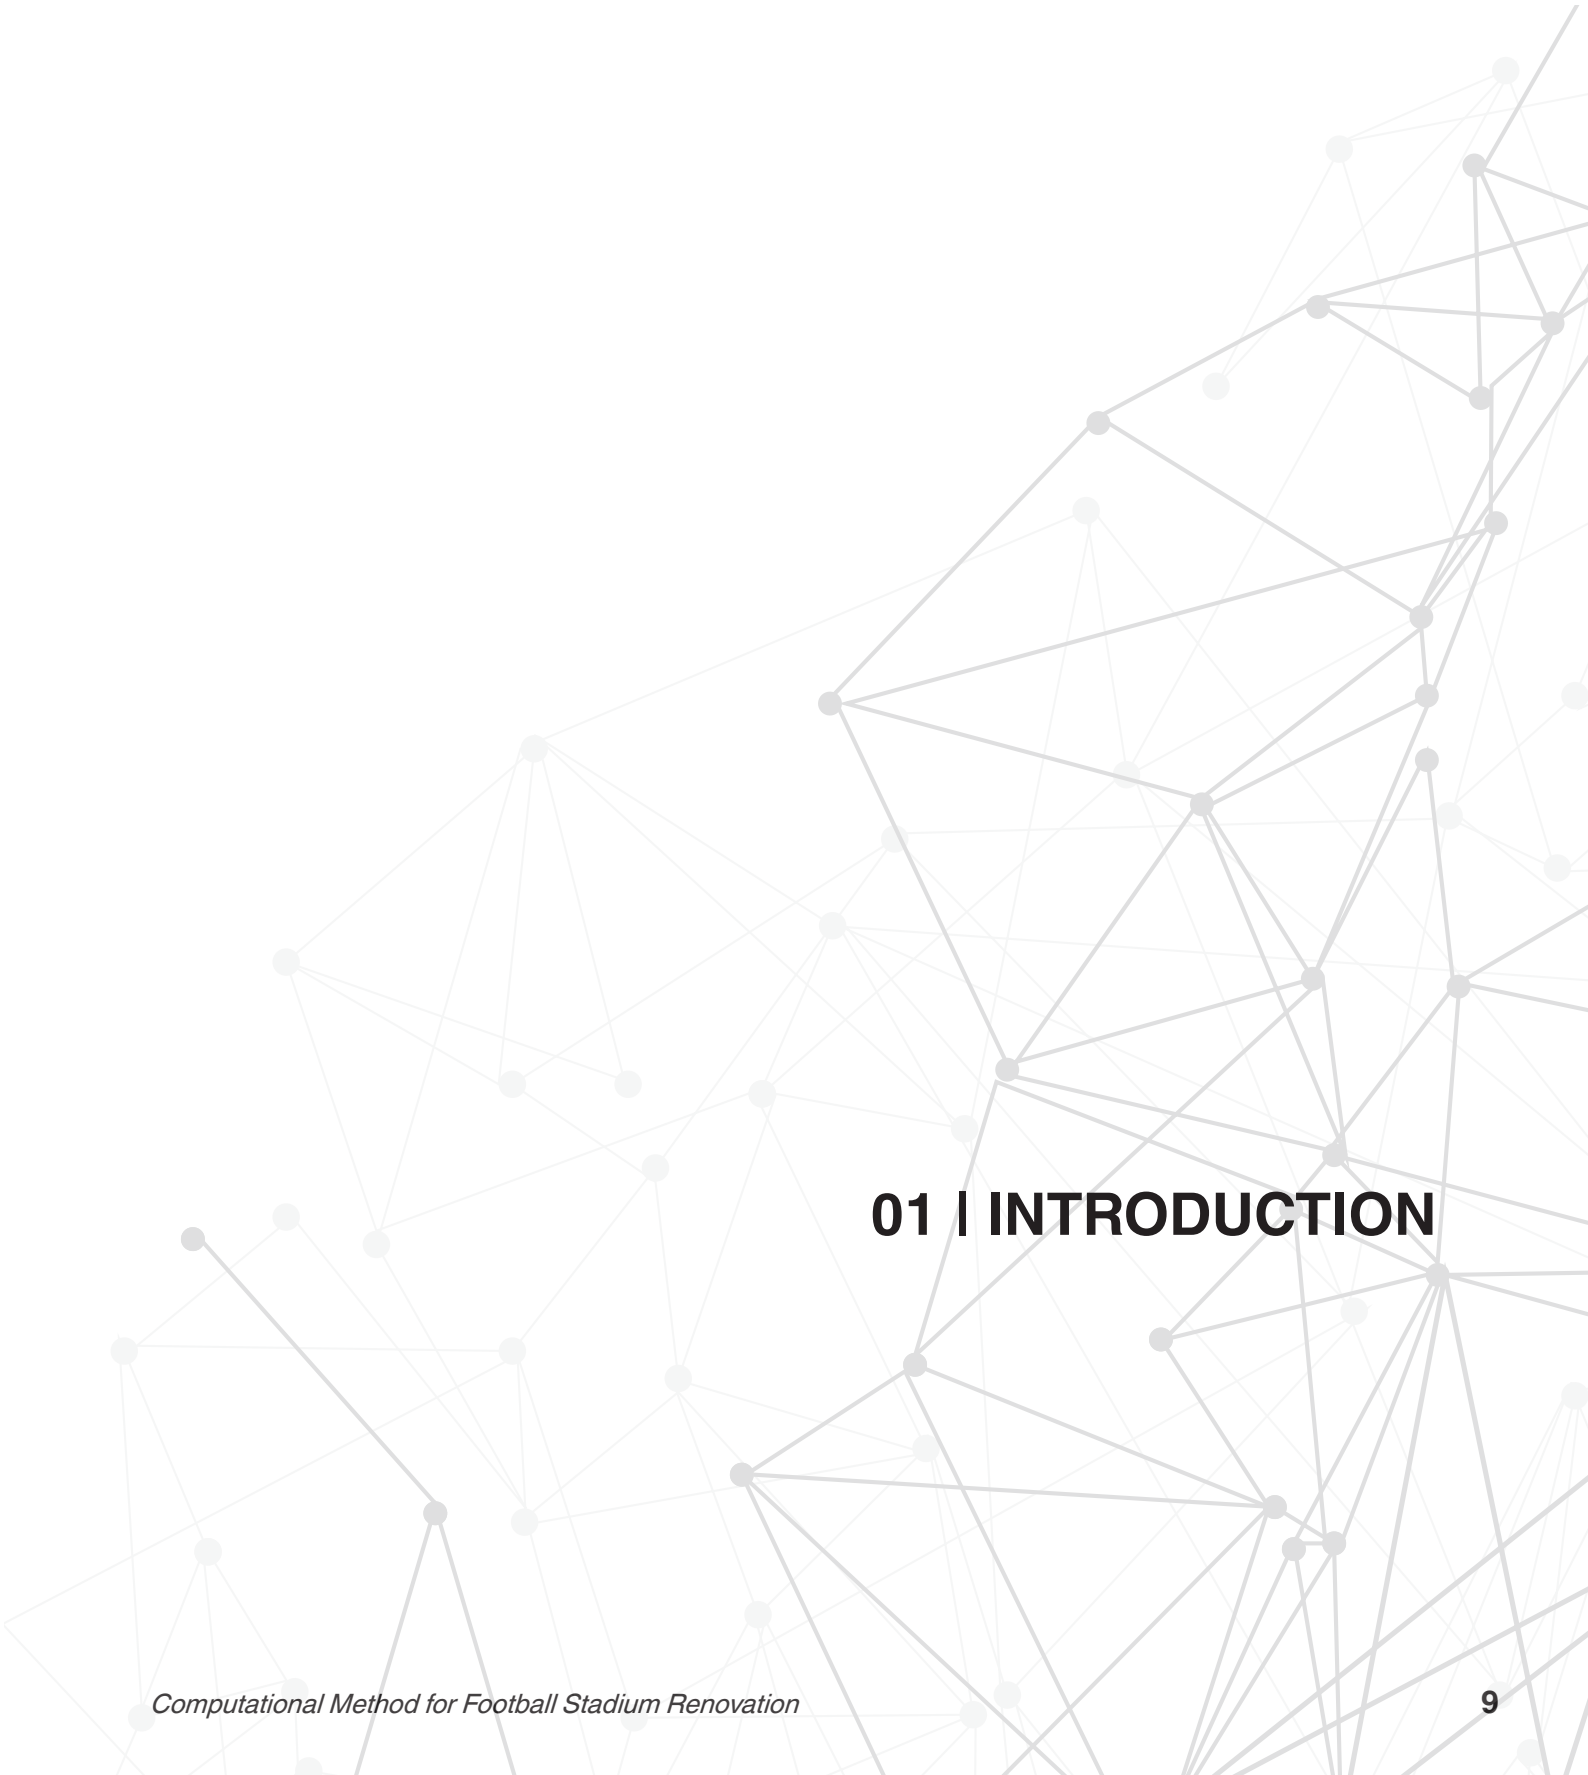 01 | INTRODUCTION
Computational Method for Football Stadium Renovation
9